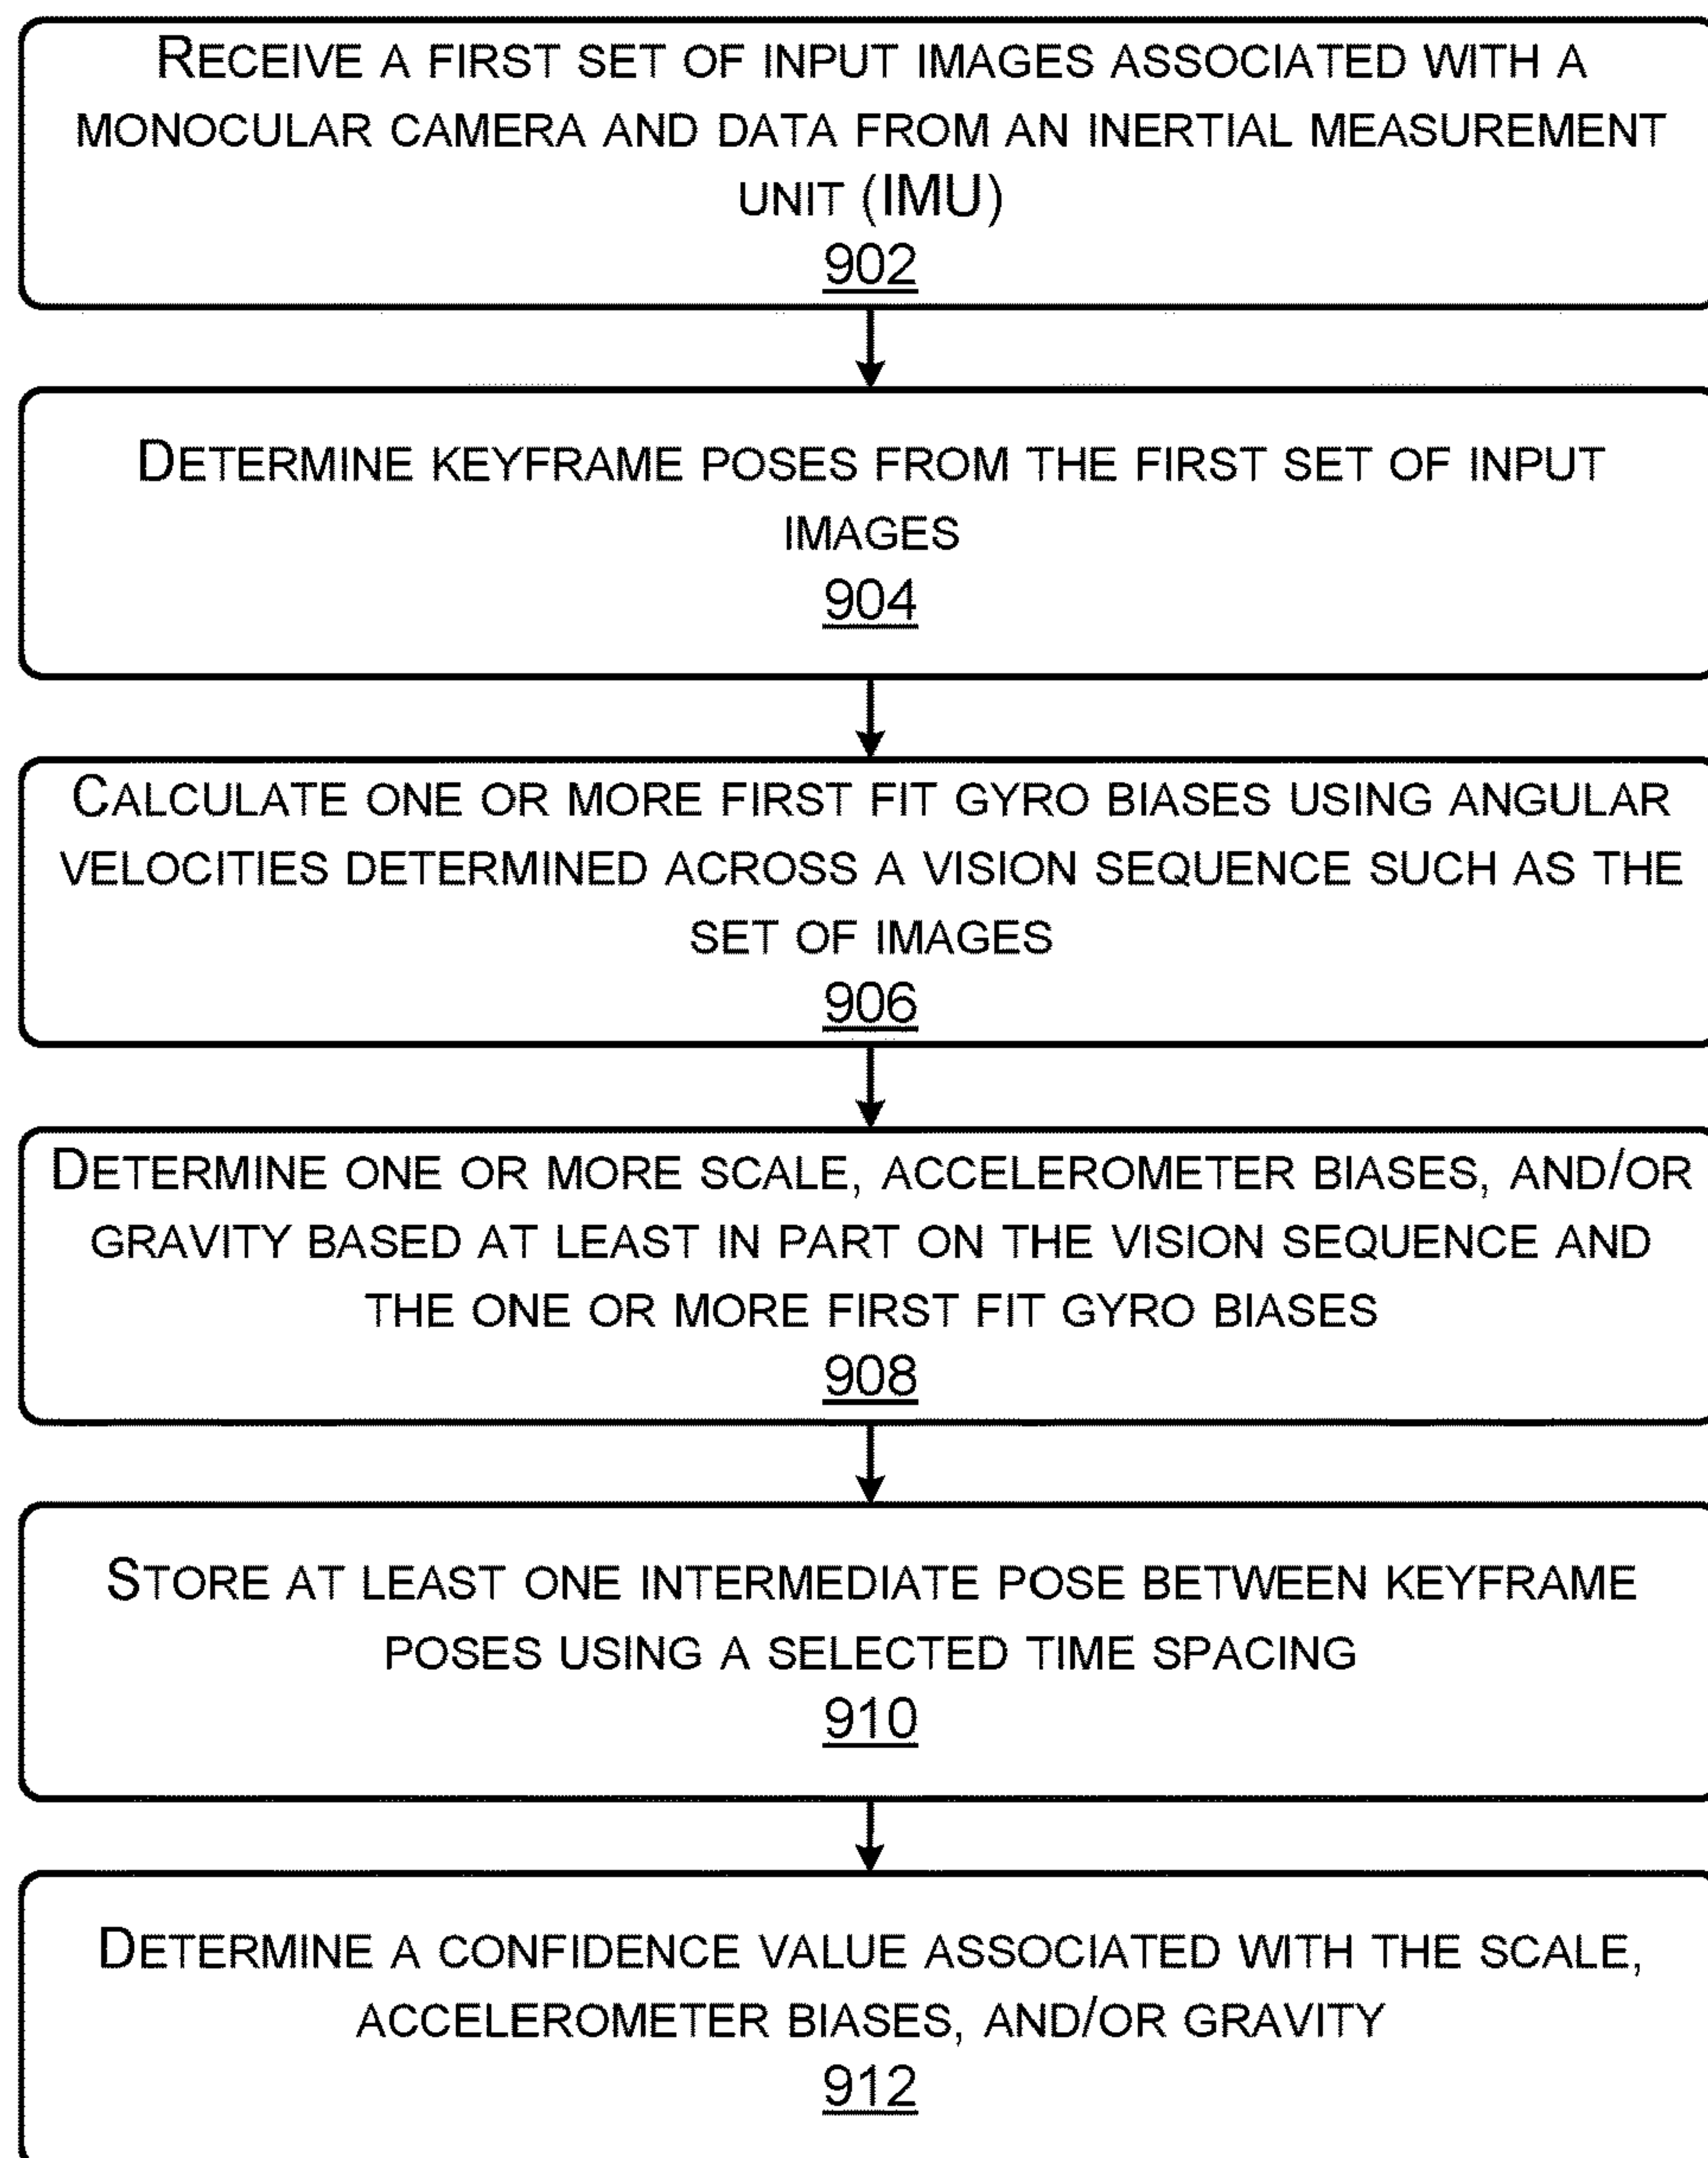 RECEIVE A FIRST SET OF INPUT IMAGES ASSOCIATED WITH A
MONOCULAR CAMERA AND DATA FROM AN INERTIAL MEASUREMENT
UNIT (IMU)
902
DETERMINE KEYFRAME POSES FROM THE FIRST SET OF INPUT
IMAGES
904
CALCULATE ONE OR MORE FIRST FIT GYRO BIASES USING ANGULAR
VELOCITIES DETERMINED ACROSS A VISION SEQUENCE SUCH AS THE
SET OF IMAGES
906
DETERMINE ONE OR MORE SCALE, ACCELEROMETER BIASES, AND/OR
GRAVITY BASED AT LEAST IN PART ON THE VISION SEQUENCE AND
THE ONE OR MORE FIRST FIT GYRO BIASES
908
STORE AT LEAST ONE INTERMEDIATE POSE BETWEEN KEYFRAME
POSES USING A SELECTED TIME SPACING
910
DETERMINE A CONFIDENCE VALUE ASSOCIATED WITH THE SCALE,
ACCELEROMETER BIASES, AND/OR GRAVITY
912